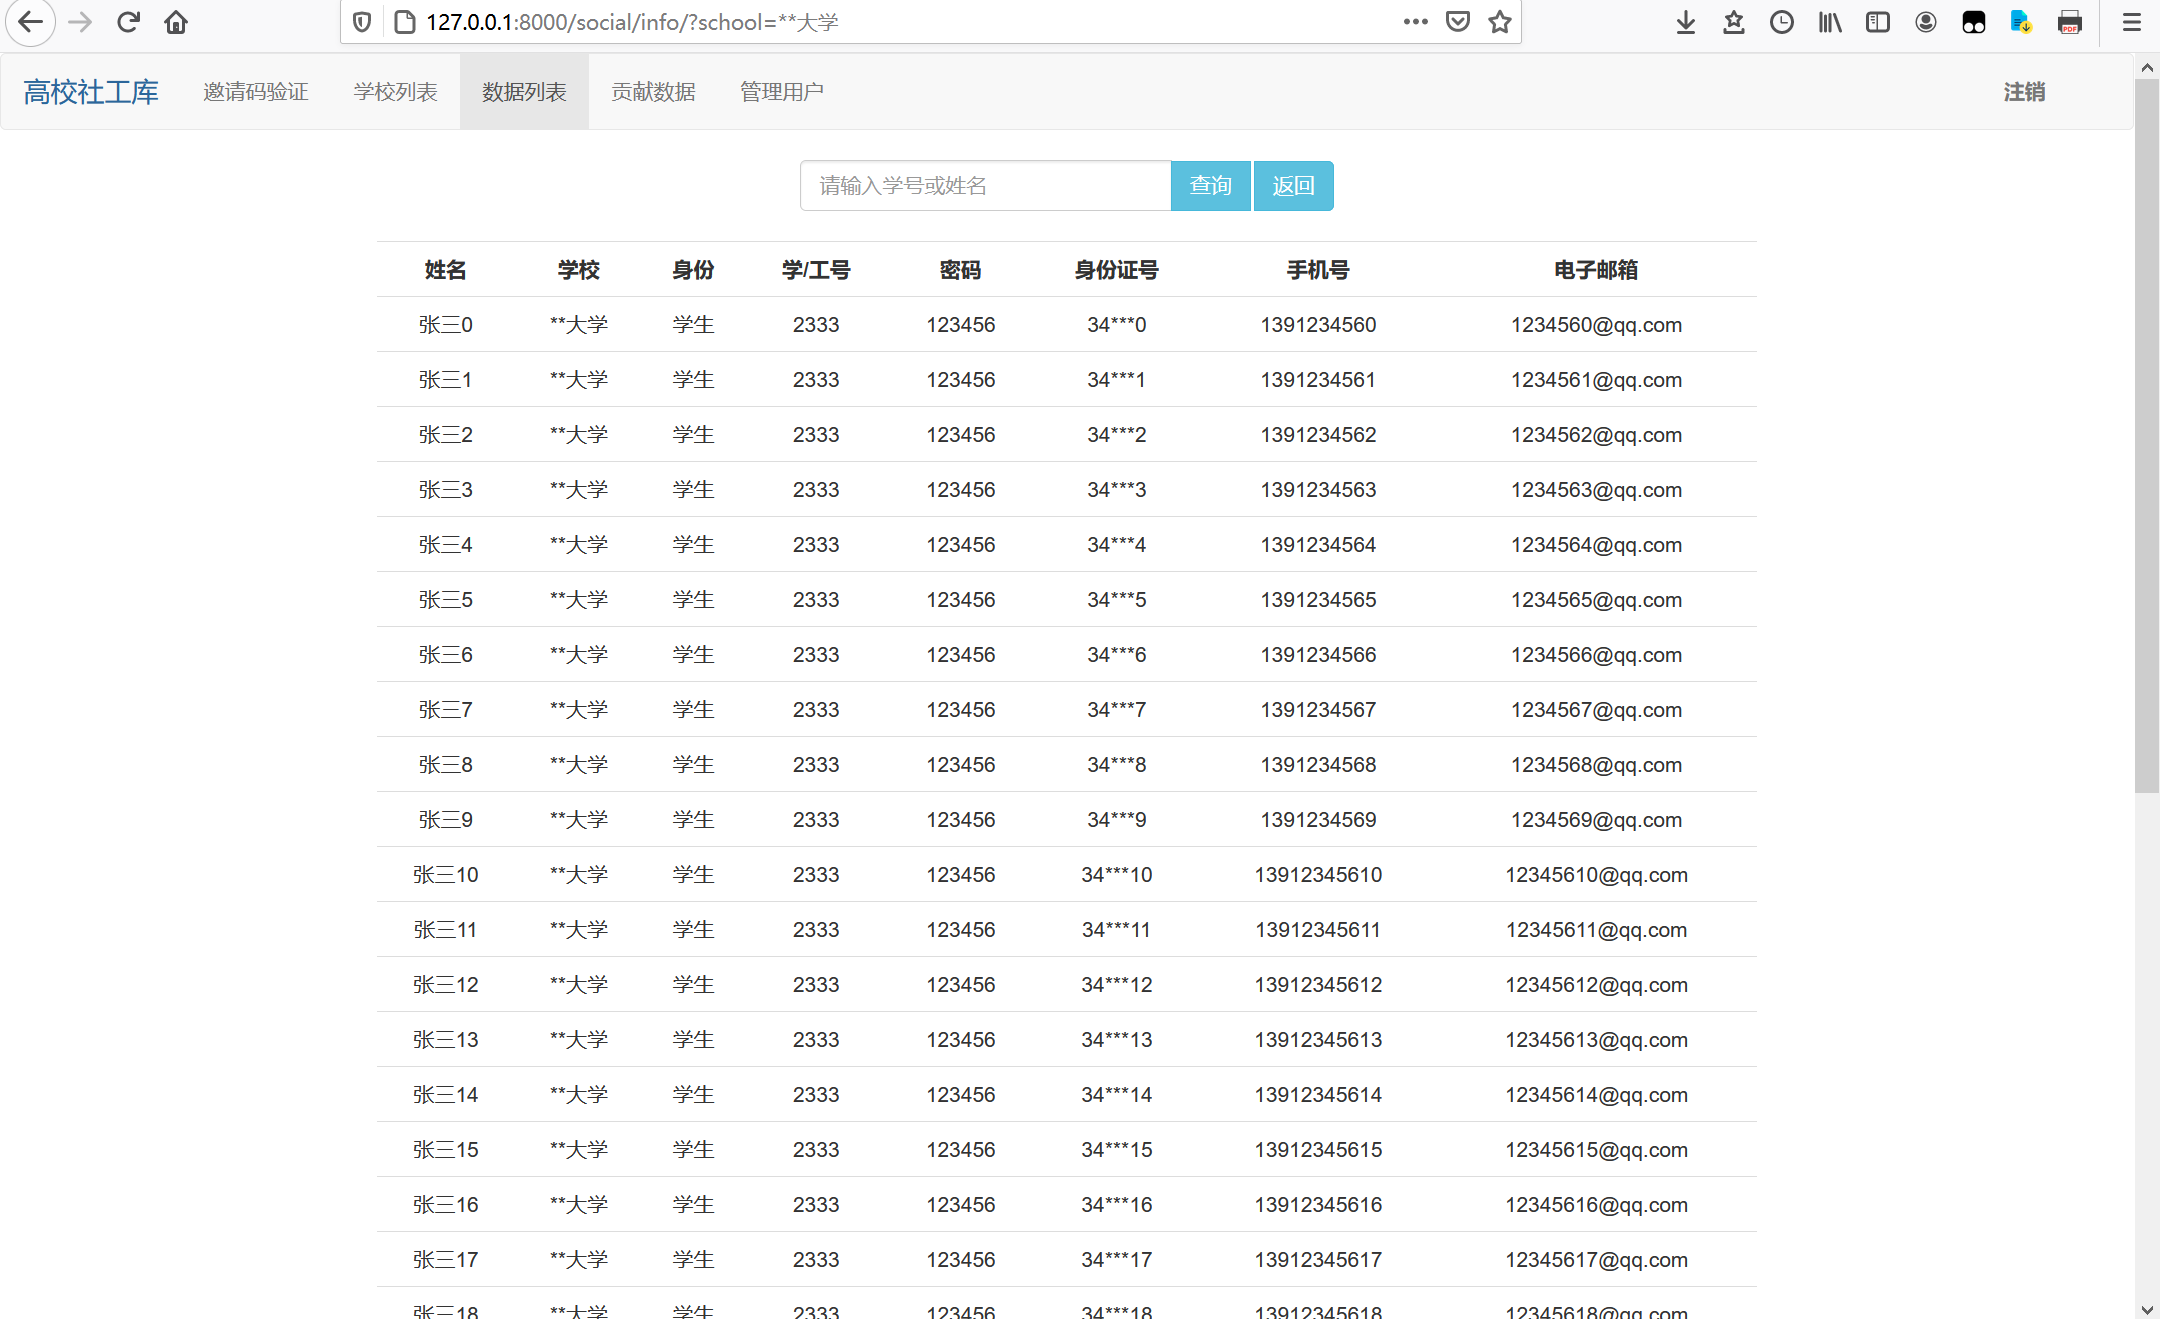 127.0.0.1:8000/social/info/?school=**大学
高校社工库 邀请码验证 学校列表 数据列表 贡献数据 管理用户 注销
请输入学号或姓名 查询 返回
姓名 学校 身份 学/工号 密码 身份证号 手机号 电子邮箱
张三0 **大学 学生 2333 123456 34***0 1391234560 1234560@qq.com
张三1 **大学 学生 2333 123456 34***1 1391234561 1234561@qq.com
张三2 **大学 学生 2333 123456 34***2 1391234562 1234562@qq.com
张三3 **大学 学生 2333 123456 34***3 1391234563 1234563@qq.com
张三4 **大学 学生 2333 123456 34***4 1391234564 1234564@qq.com
张三5 **大学 学生 2333 123456 34***5 1391234565 1234565@qq.com
张三6 **大学 学生 2333 123456 34***6 1391234566 1234566@qq.com
张三7 **大学 学生 2333 123456 34***7 1391234567 1234567@qq.com
张三8 **大学 学生 2333 123456 34***8 1391234568 1234568@qq.com
张三9 **大学 学生 2333 123456 34***9 1391234569 1234569@qq.com
张三10 **大学 学生 2333 123456 34***10 13912345610 12345610@qq.com
张三11 **大学 学生 2333 123456 34***11 13912345611 12345611@qq.com
张三12 **大学 学生 2333 123456 34***12 13912345612 12345612@qq.com
张三13 **大学 学生 2333 123456 34***13 13912345613 12345613@qq.com
张三14 **大学 学生 2333 123456 34***14 13912345614 12345614@qq.com
张三15 **大学 学生 2333 123456 34***15 13912345615 12345615@qq.com
张三16 **大学 学生 2333 123456 34***16 13912345616 12345616@qq.com
张三17 **大学 学生 2333 123456 34***17 13912345617 12345617@qq.com
张三18 **大学 学生 2333 123456 34***18 13912345618 12345618@qq.com